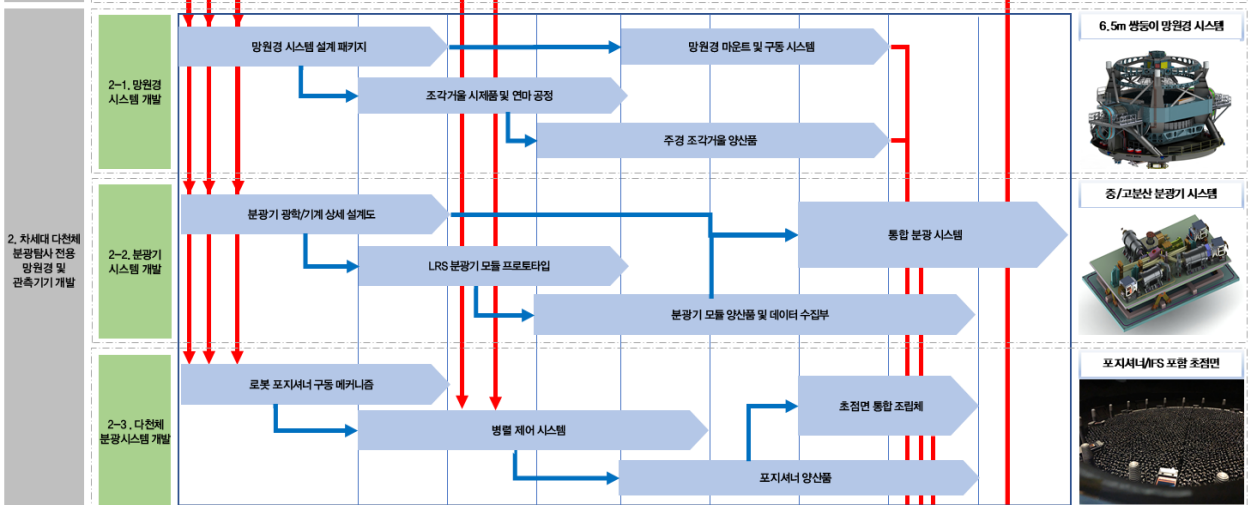 2. 차세대 다천체
분광탐사 전용
망원경 및
관측기기 개발
2-1. 망원경
시스템 개발
망원경 시스템 설계 패키지
망원경 마운트 및 구동 시스템
조각거울 시제품 및 연마 공정
주경 조각거울 양산품
6.5m 쌍둥이 망원경 시스템
2-2. 분광기
시스템 개발
분광기 광학/기계 상세 설계도
통합 분광 시스템
LRS 분광기 모듈 프로토타입
분광기 모듈 양산품 및 데이터 수집부
중/고분산 분광기 시스템
2-3. 다천체
분광시스템 개발
로봇 포지셔너 구동 메커니즘
초점면 통합 조립체
병렬 제어 시스템
포지셔너 양산품
포지셔너/IFS 포함 초점면